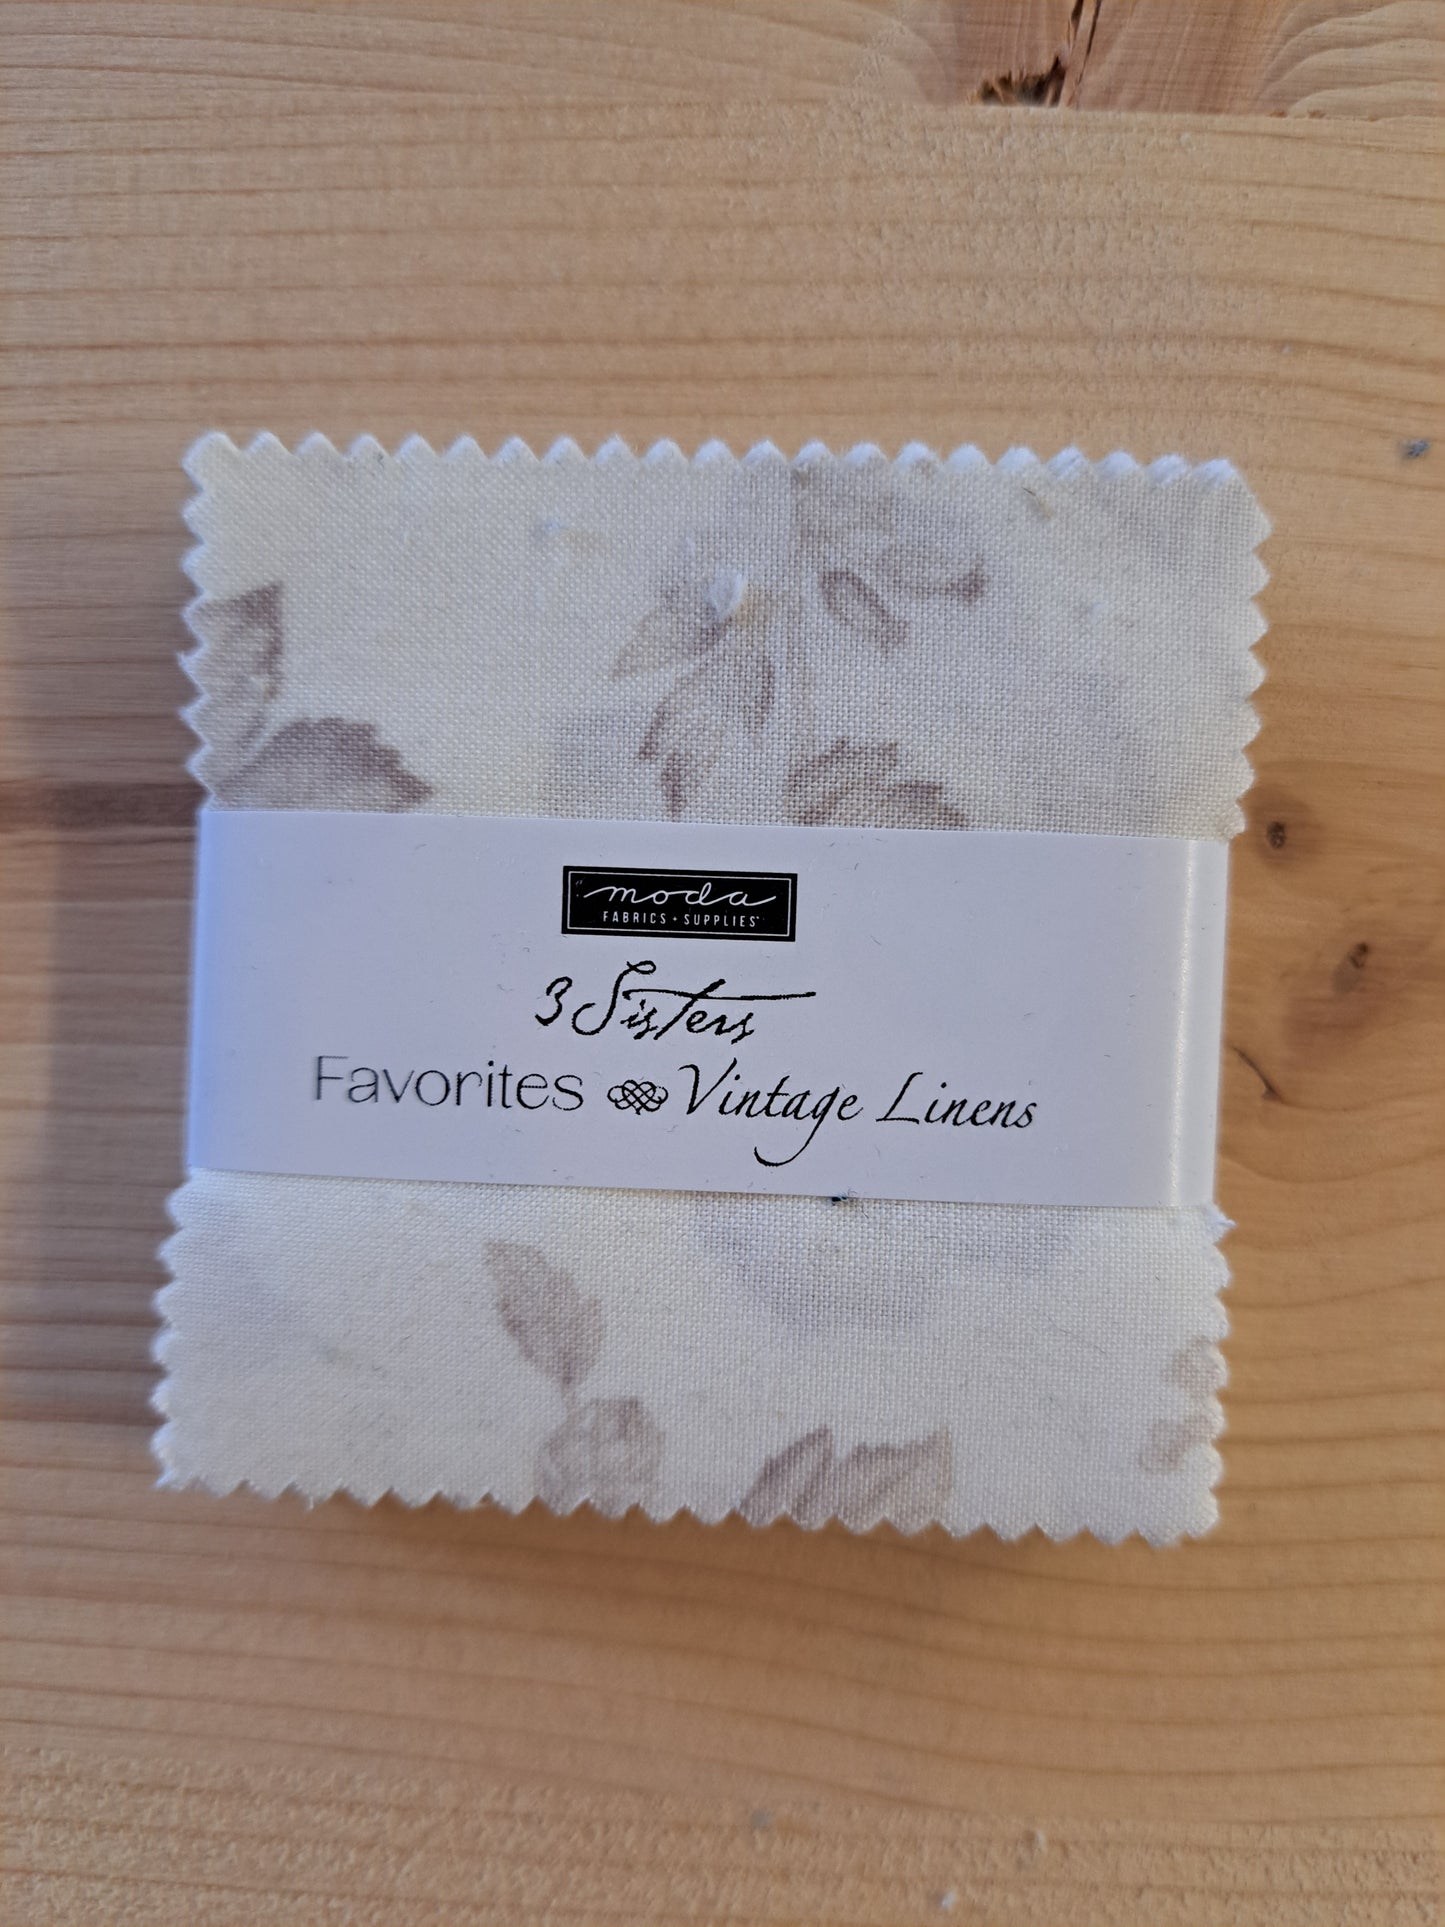 moda
FABRICS + SUPPLIES
3 Sisters
Favorites Vintage Linens